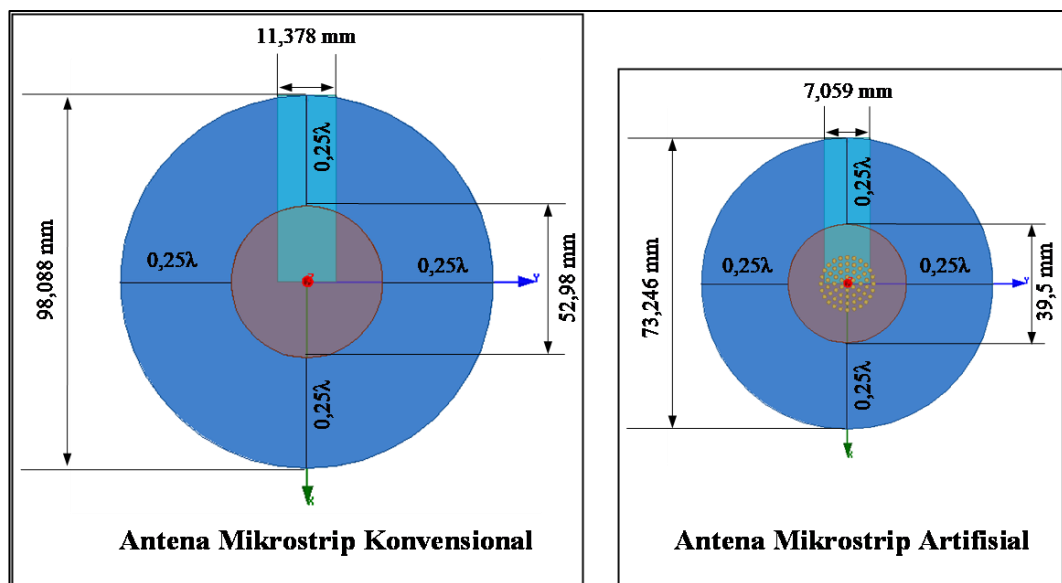 11,378 mm
98,088 mm
0,25λ
0,25λ
0,25λ
0,25λ
52,98 mm
Antena Mikrostrip Konvensional
7,059 mm
73,246 mm
0,25λ
0,25λ
0,25λ
0,25λ
39,5 mm
Antena Mikrostrip Artifisial